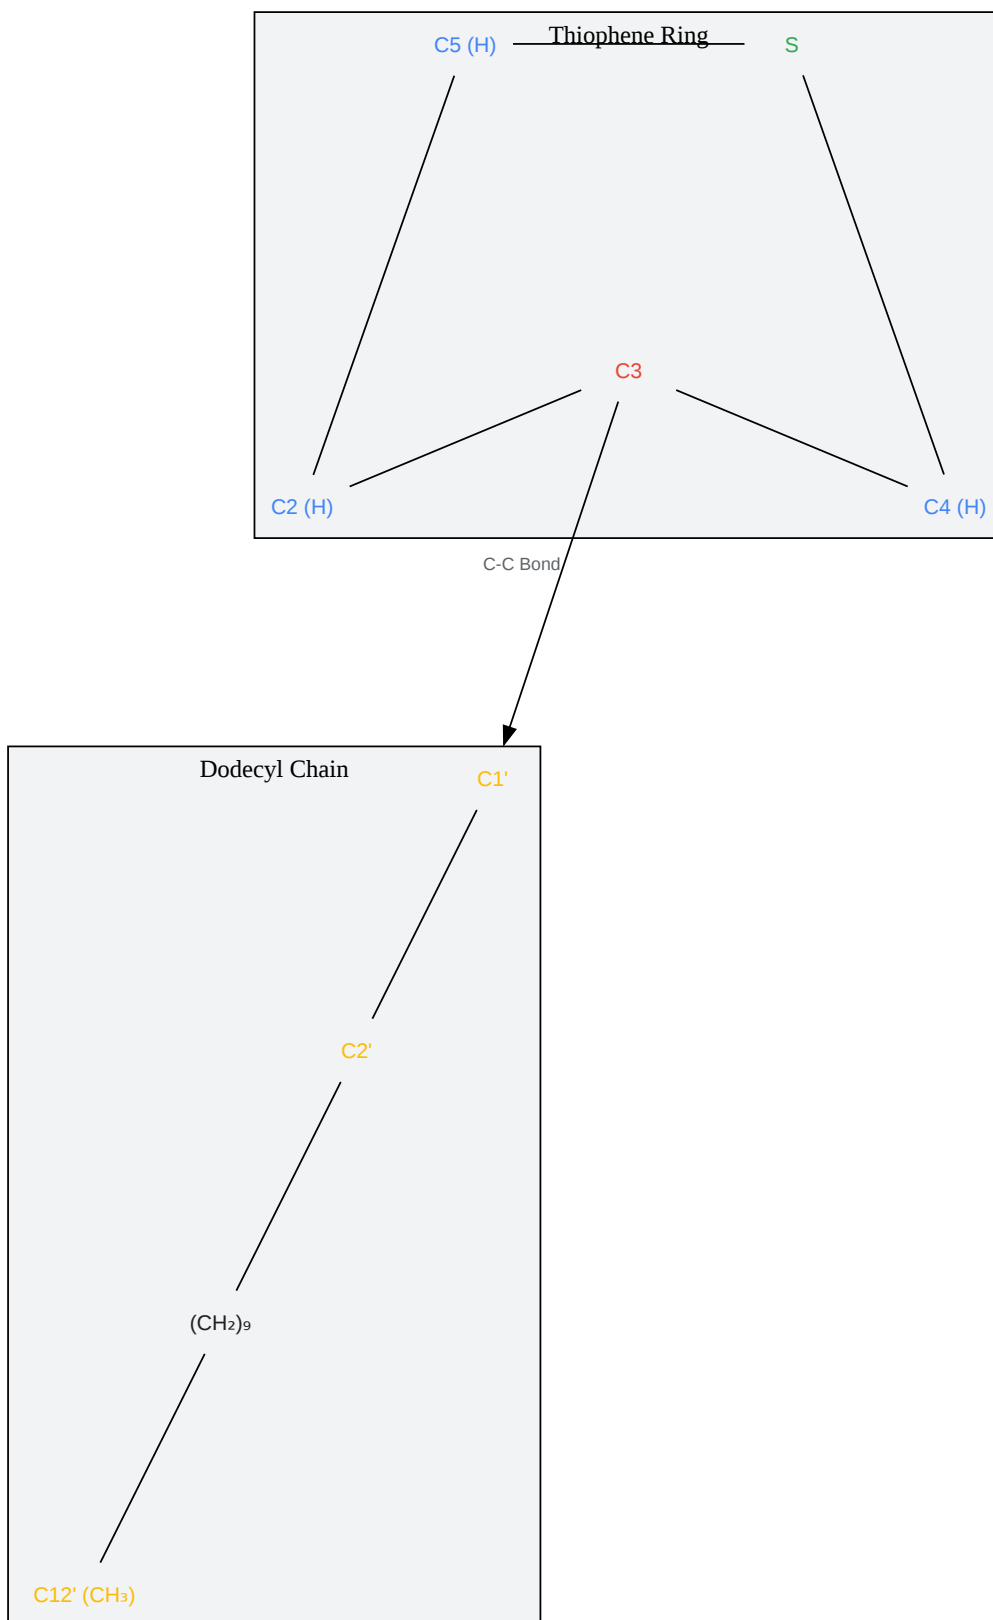 Thiophene Ring
C5 (H)
S
C3
C2 (H)
C4 (H)
C-C Bond
Dodecyl Chain
C1'
C2'
(CH₂)₉
C12' (CH₃)